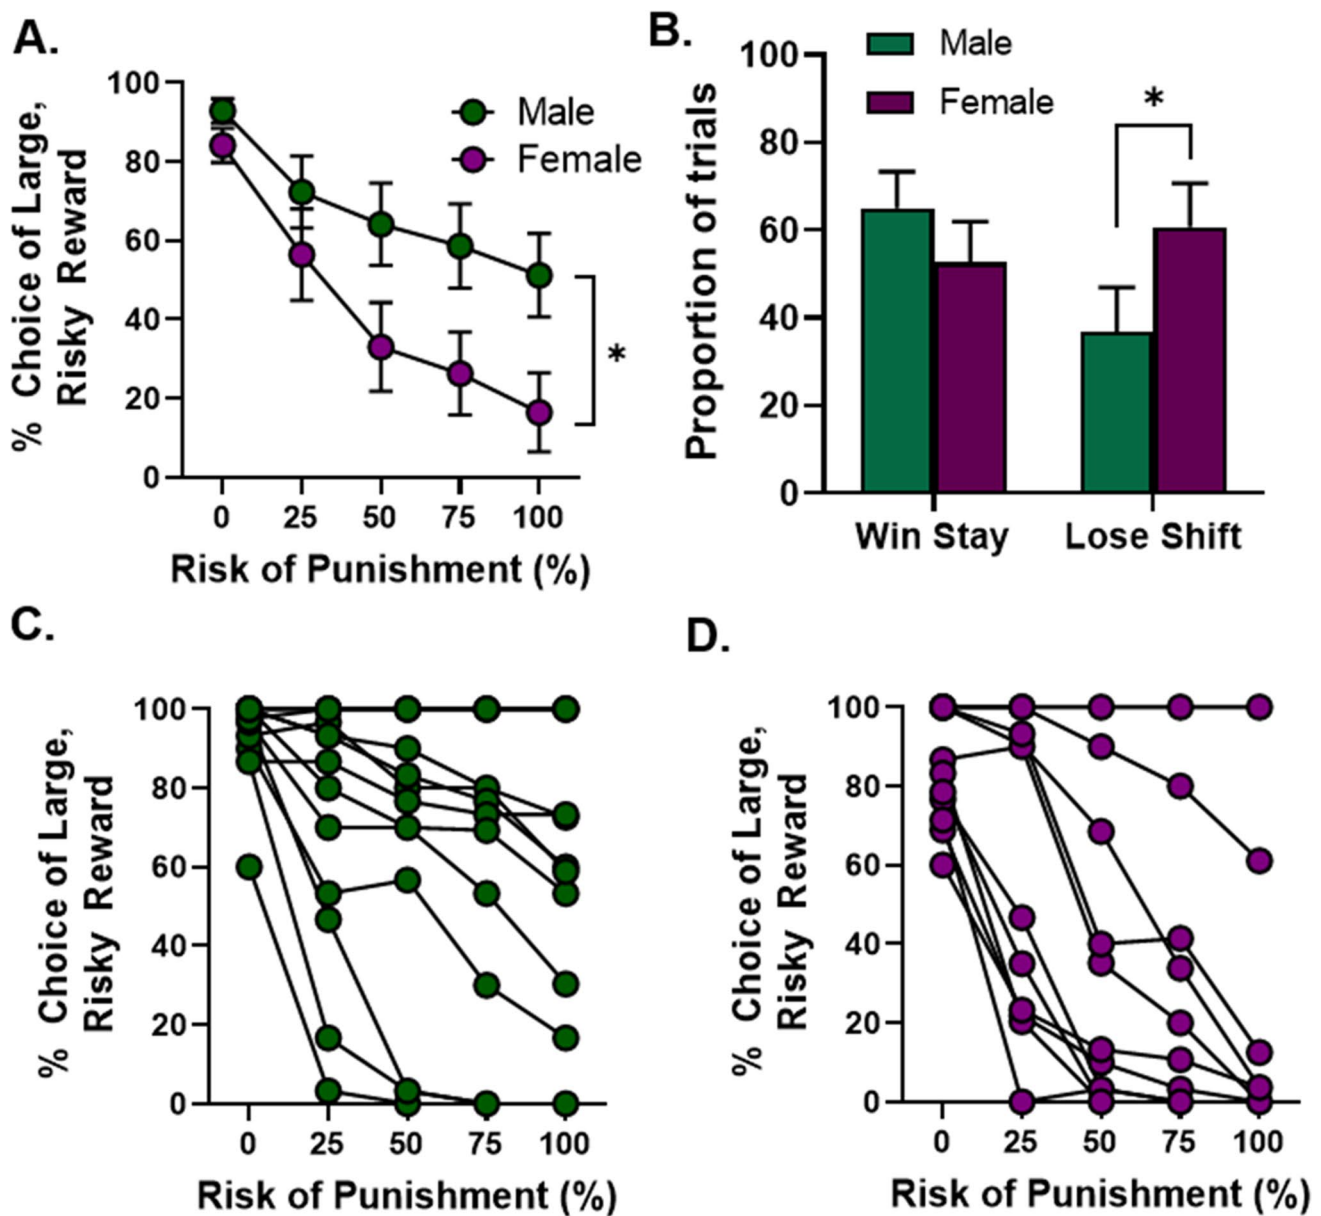 A.
% Choice of Large,
Risky Reward
100
80
60
40
20
0
0 25 50 75 100
Risk of Punishment (%)
Male
Female
*
B.
Proportion of trials
100
80
60
40
20
0
Male
Female
*
Win Stay Lose Shift
C.
% Choice of Large,
Risky Reward
100
80
60
40
20
0
0 25 50 75 100
Risk of Punishment (%)
D.
% Choice of Large,
Risky Reward
100
80
60
40
20
0
0 25 50 75 100
Risk of Punishment (%)